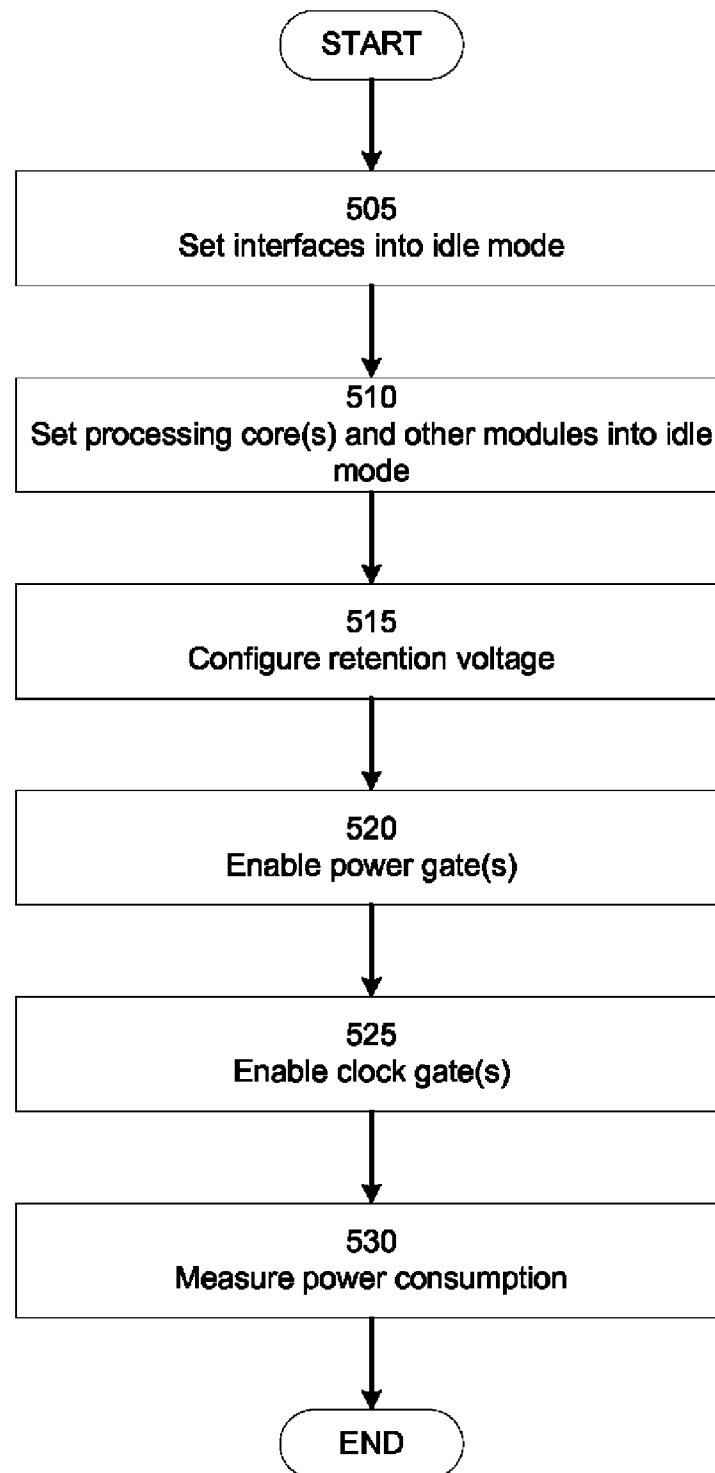 START
505
Set interfaces into idle mode
510
Set processing core(s) and other modules into idle
mode
515
Configure retention voltage
520
Enable power gate(s)
525
Enable clock gate(s)
530
Measure power consumption
END